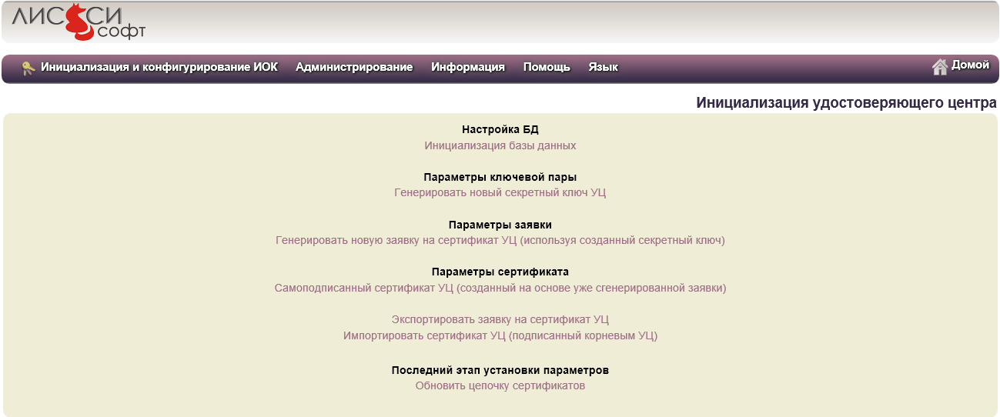 ЛИССИ
софт
Инициализация и конфигурирование ИОК Администрирование Информация Помощь Язык Домой
Инициализация удостоверяющего центра
Настройка БД
Инициализация базы данных
Параметры ключевой пары
Генерировать новый секретный ключ УЦ
Параметры заявки
Генерировать новую заявку на сертификат УЦ (используя созданный секретный ключ)
Параметры сертификата
Самоподписанный сертификат УЦ (созданный на основе уже сгенерированной заявки)
Экспортировать заявку на сертификат УЦ
Импортировать сертификат УЦ (подписанный корневым УЦ)
Последний этап установки параметров
Обновить цепочку сертификатов